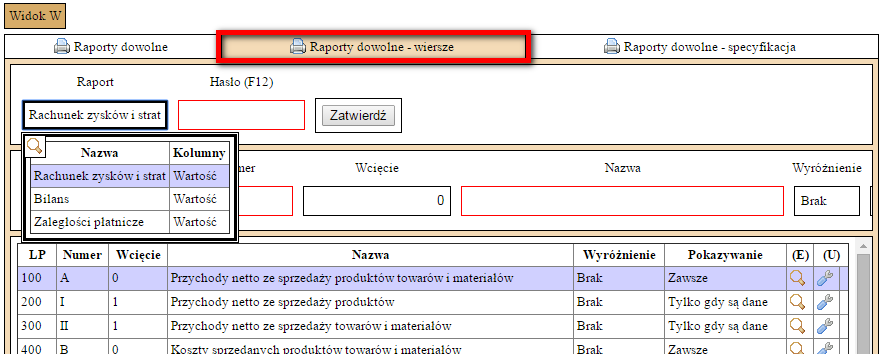 Widok W
Raporty dowolne Raporty dowolne - wiersze Raporty dowolne - specyfikacja
Raport Hasło (F12)
Rachunek zysków i strat Zatwierdź
Nazwa Kolumny
Rachunek zysków i strat Wartość
Bilans Wartość
Zaległości płatnicze Wartość
Wcięcie Nazwa Wyróżnienie
0 Brak
LP Numer Wcięcie Nazwa Wyróżnienie Pokazywanie (E) (U)
100 A 0 Przychody netto ze sprzedaży produktów towarów i materiałów Brak Zawsze
200 I 1 Przychody netto ze sprzedaży produktów Brak Tylko gdy są dane
300 II 1 Przychody netto ze sprzedaży towarów i materiałów Brak Tylko gdy są dane
400 B 0 Koszty sprzedanych produktów towarów i materiałów Brak Zawsze